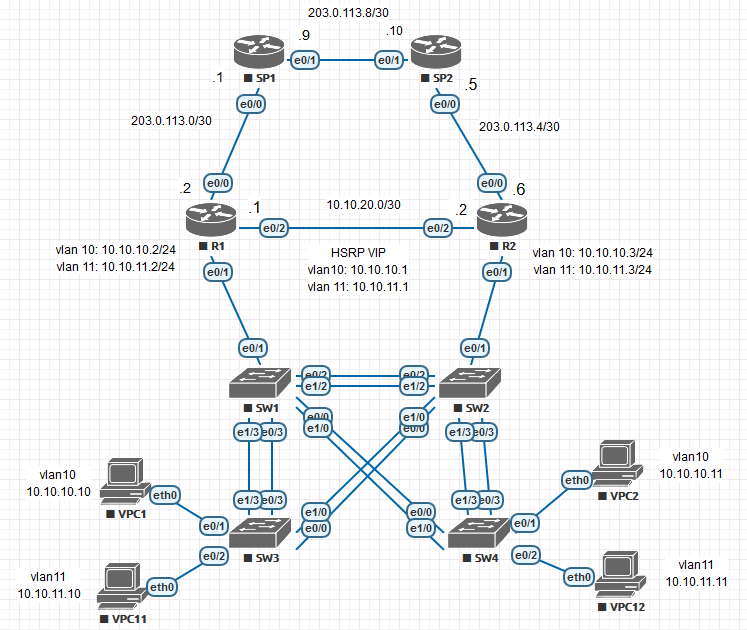 203.0.113.8/30
.9
.10
e0/1
e0/1
SP1
SP2
.1
.5
e0/0
e0/0
203.0.113.0/30
203.0.113.4/30
e0/0
e0/0
.2
.6
.1
10.10.20.0/30
.2
e0/2
e0/2
R1
R2
vlan 10: 10.10.10.2/24
vlan 11: 10.10.11.2/24
HSRP VIP
vlan10: 10.10.10.1
vlan 11: 10.10.11.1
vlan 10: 10.10.10.3/24
vlan 11: 10.10.11.3/24
e0/1
e0/1
e0/1
e0/1
e0/2
e0/2
e1/2
e1/2
SW1
SW2
e0/0
e1/0
e1/0
e0/0
e1/3
e0/3
e1/3
e0/3
vlan10
10.10.10.10
VPC1
eth0
vlan10
10.10.10.11
VPC2
eth0
e1/3
e0/3
e1/3
e0/3
e1/0
e0/0
e0/0
e1/0
e0/1
e0/1
SW3
SW4
e0/2
e0/2
vlan11
10.10.11.10
eth0
VPC11
vlan11
10.10.11.11
eth0
VPC12